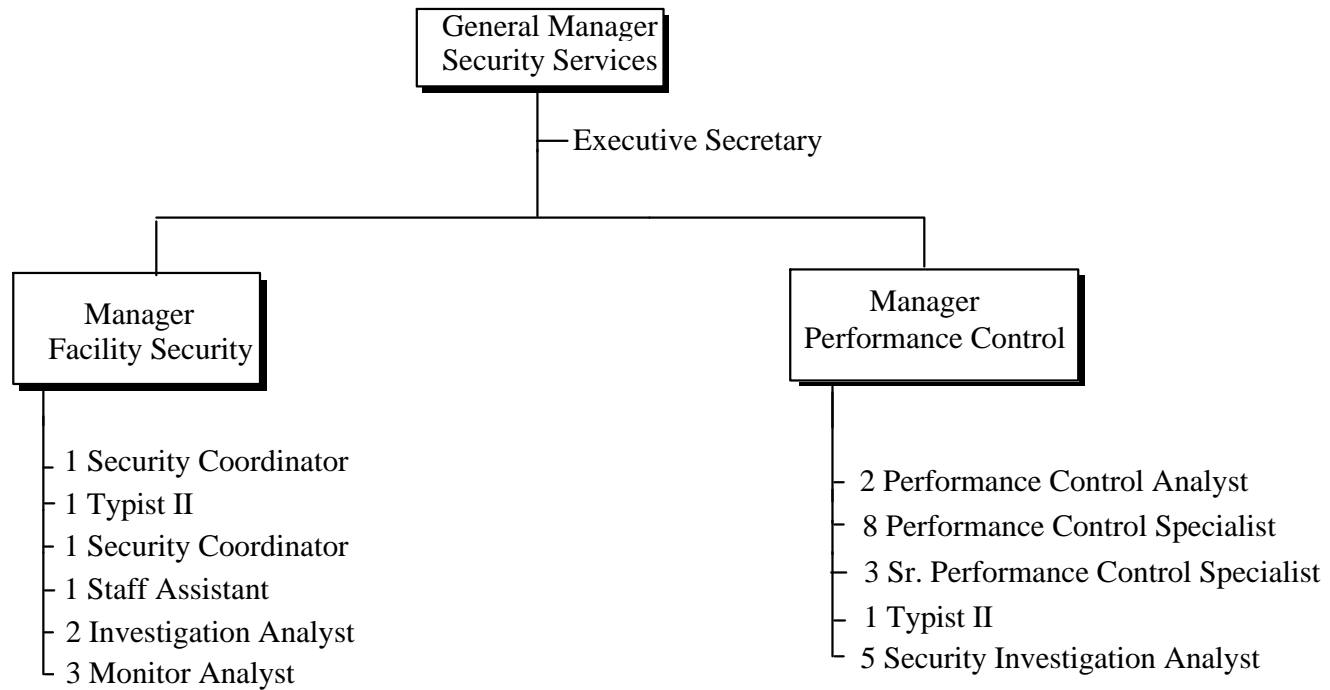 General Manager
Security Services
Executive Secretary
Manager
Facility Security
1 Security Coordinator
1 Typist II
1 Security Coordinator
1 Staff Assistant
2 Investigation Analyst
3 Monitor Analyst
Manager
Performance Control
2 Performance Control Analyst
8 Performance Control Specialist
3 Sr. Performance Control Specialist
1 Typist II
5 Security Investigation Analyst